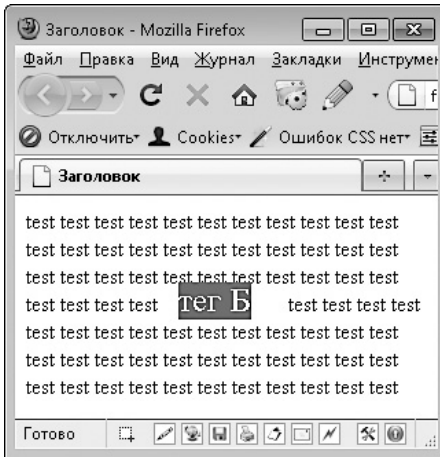 Заголовок - Mozilla Firefox
Файл Правка Вид Журнал Закладки Инструмен
f
Отключить Cookies Ошибок CSS нет
Заголовок
test test test test test test test test test test test
test test test test test test test test test test test
test test test test test test test test test test test
test test test test тег Б test test test test
test test test test test test test test test test test
test test test test test test test test test test test
test test test test test test test test test test test
Готово